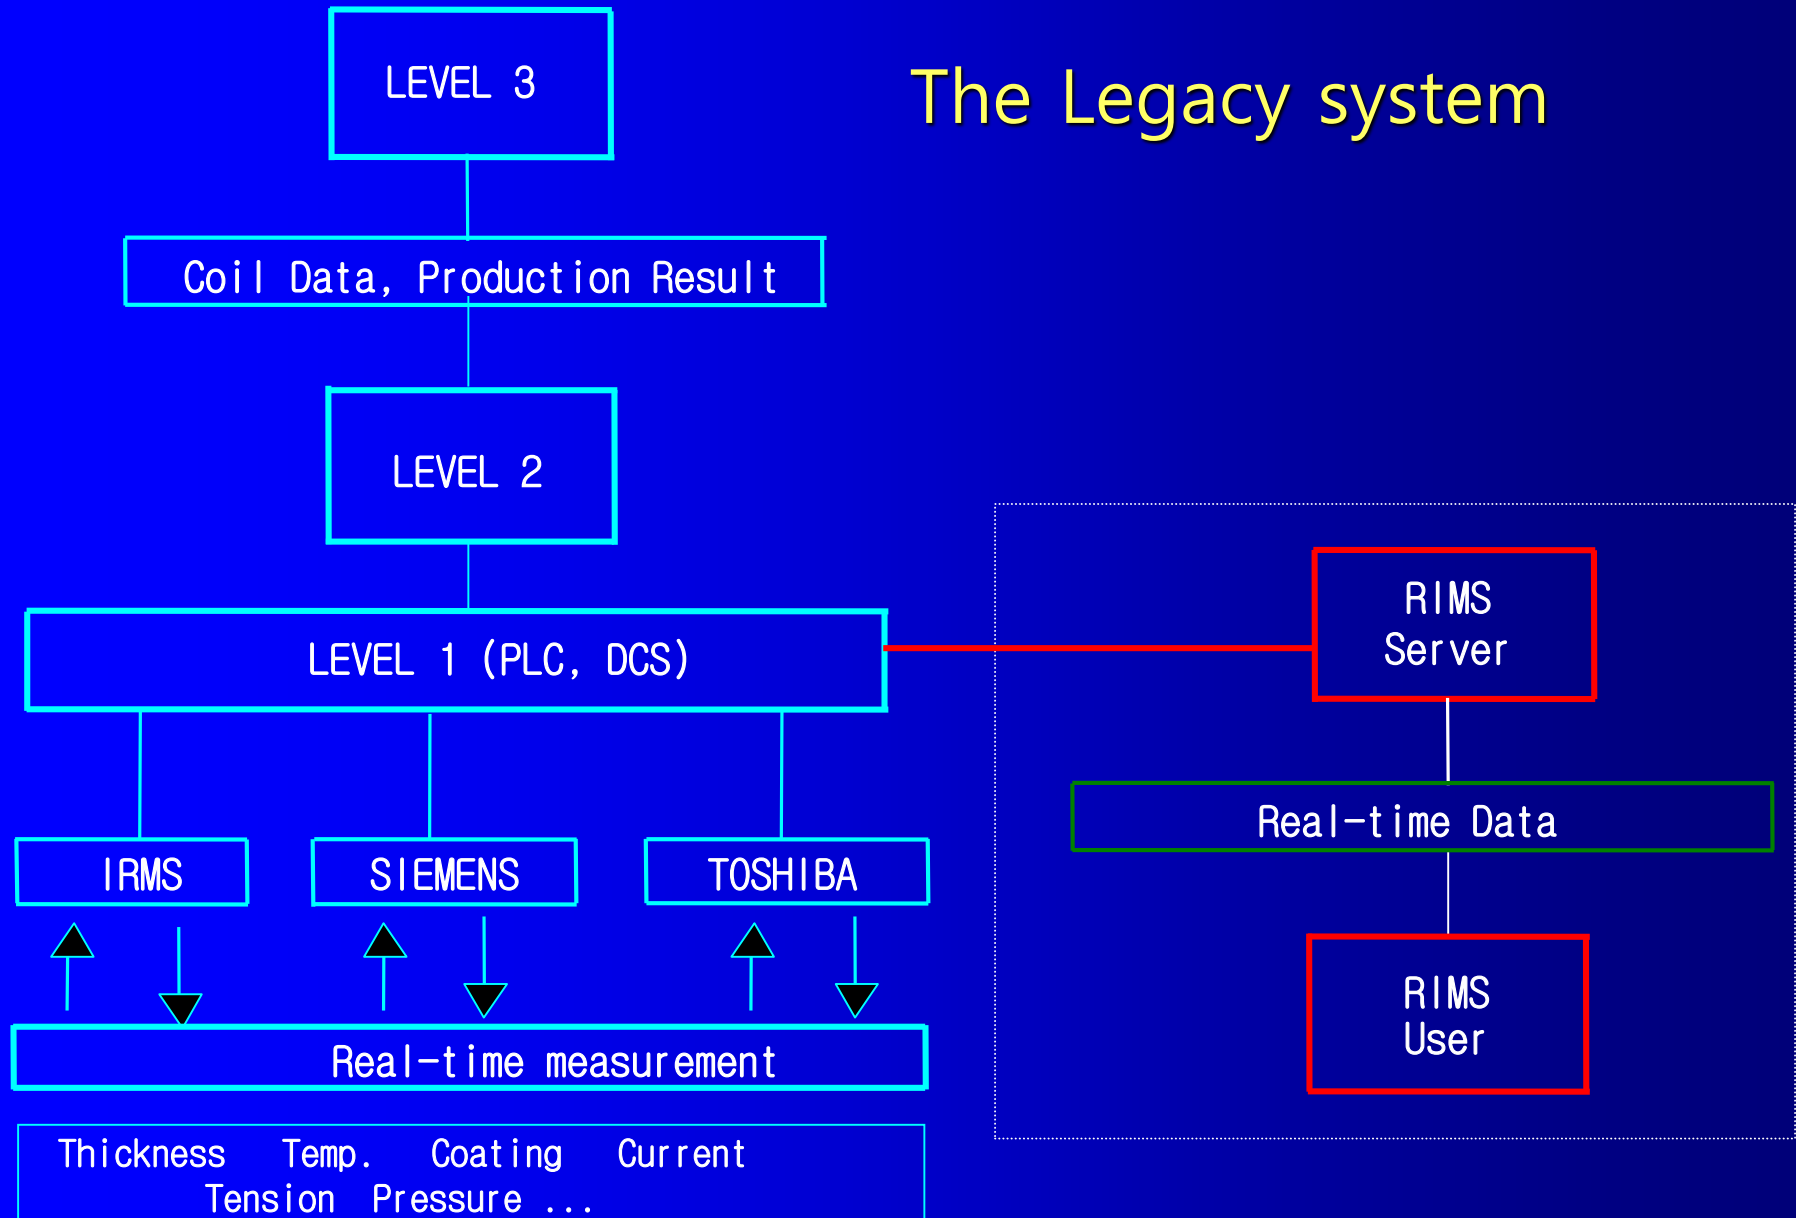 The Legacy system
LEVEL 3
Coil Data, Production Result
LEVEL 2
LEVEL 1 (PLC, DCS)
IRMS
SIEMENS
TOSHIBA
Real-time measurement
Thickness Temp. Coating Current
Tension Pressure ...
RIMS
Server
Real-time Data
RIMS
User